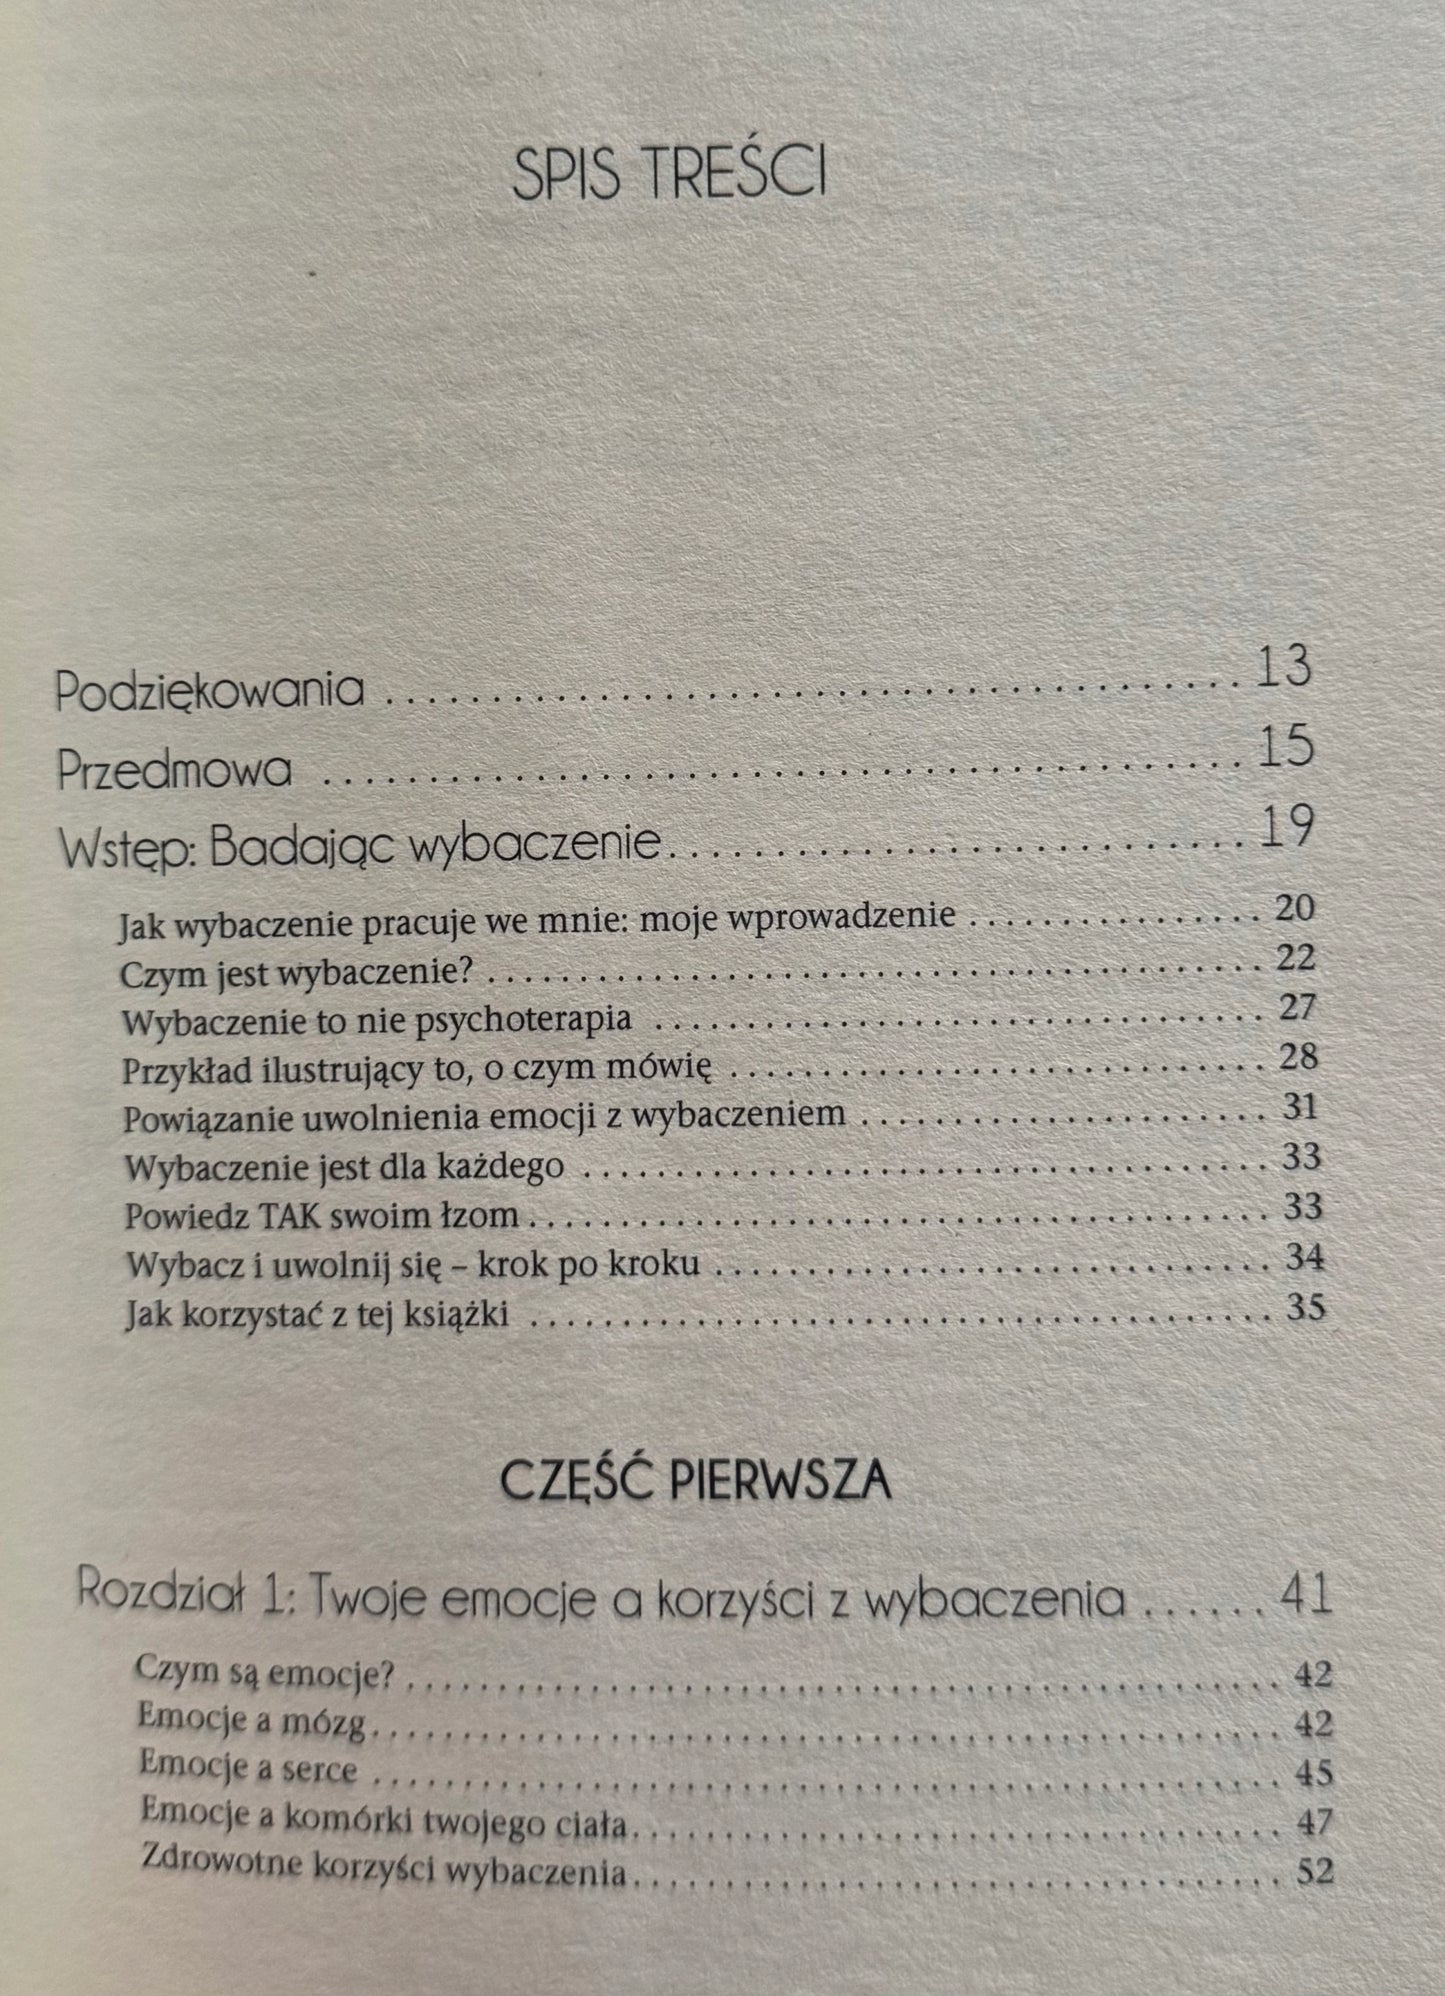 SPIS TREŚCI
Podziękowania . . . . . . . . . . . . . . . . . . . . . . . . . . . . . . . . . . . . . . . . . 13
Przedmowa . . . . . . . . . . . . . . . . . . . . . . . . . . . . . . . . . . . . . . . . . . . . 15
Wstęp: Badając wybaczenie. . . . . . . . . . . . . . . . . . . . . . . . . . . . 19
Jak wybaczenie pracuje we mnie: moje wprowadzenie . . . . . . . . . . . . . . . . 20
Czym jest wybaczenie? . . . . . . . . . . . . . . . . . . . . . . . . . . . . . . . . . . . . . . . . . . 22
Wybaczenie to nie psychoterapia . . . . . . . . . . . . . . . . . . . . . . . . . . . . . . . . . 27
Przykład ilustrujący to, o czym mówię . . . . . . . . . . . . . . . . . . . . . . . . . . . . . 28
Powiązanie uwolnienia emocji z wybaczeniem . . . . . . . . . . . . . . . . . . . . . . 31
Wybaczenie jest dla każdego . . . . . . . . . . . . . . . . . . . . . . . . . . . . . . . . . . . . . 33
Powiedz TAK swoim łzom . . . . . . . . . . . . . . . . . . . . . . . . . . . . . . . . . . . . . . . . 33
Wybacz i uwolnij się – krok po kroku . . . . . . . . . . . . . . . . . . . . . . . . . . . . . . 34
Jak korzystać z tej książki . . . . . . . . . . . . . . . . . . . . . . . . . . . . . . . . . . . . . . . . 35
CZĘŚĆ PIERWSZA
Rozdział 1: Twoje emocje a korzyści z wybaczenia . . . . . . 41
Czym są emocje? . . . . . . . . . . . . . . . . . . . . . . . . . . . . . . . . . . . . . . . . . . . . . . . 42
Emocje a mózg. . . . . . . . . . . . . . . . . . . . . . . . . . . . . . . . . . . . . . . . . . . . . . . . . 42
Emocje a serce . . . . . . . . . . . . . . . . . . . . . . . . . . . . . . . . . . . . . . . . . . . . . . . . . 45
Emocje a komórki twojego ciała. . . . . . . . . . . . . . . . . . . . . . . . . . . . . . . . . . . 47
Zdrowotne korzyści wybaczenia. . . . . . . . . . . . . . . . . . . . . . . . . . . . . . . . . . . 52